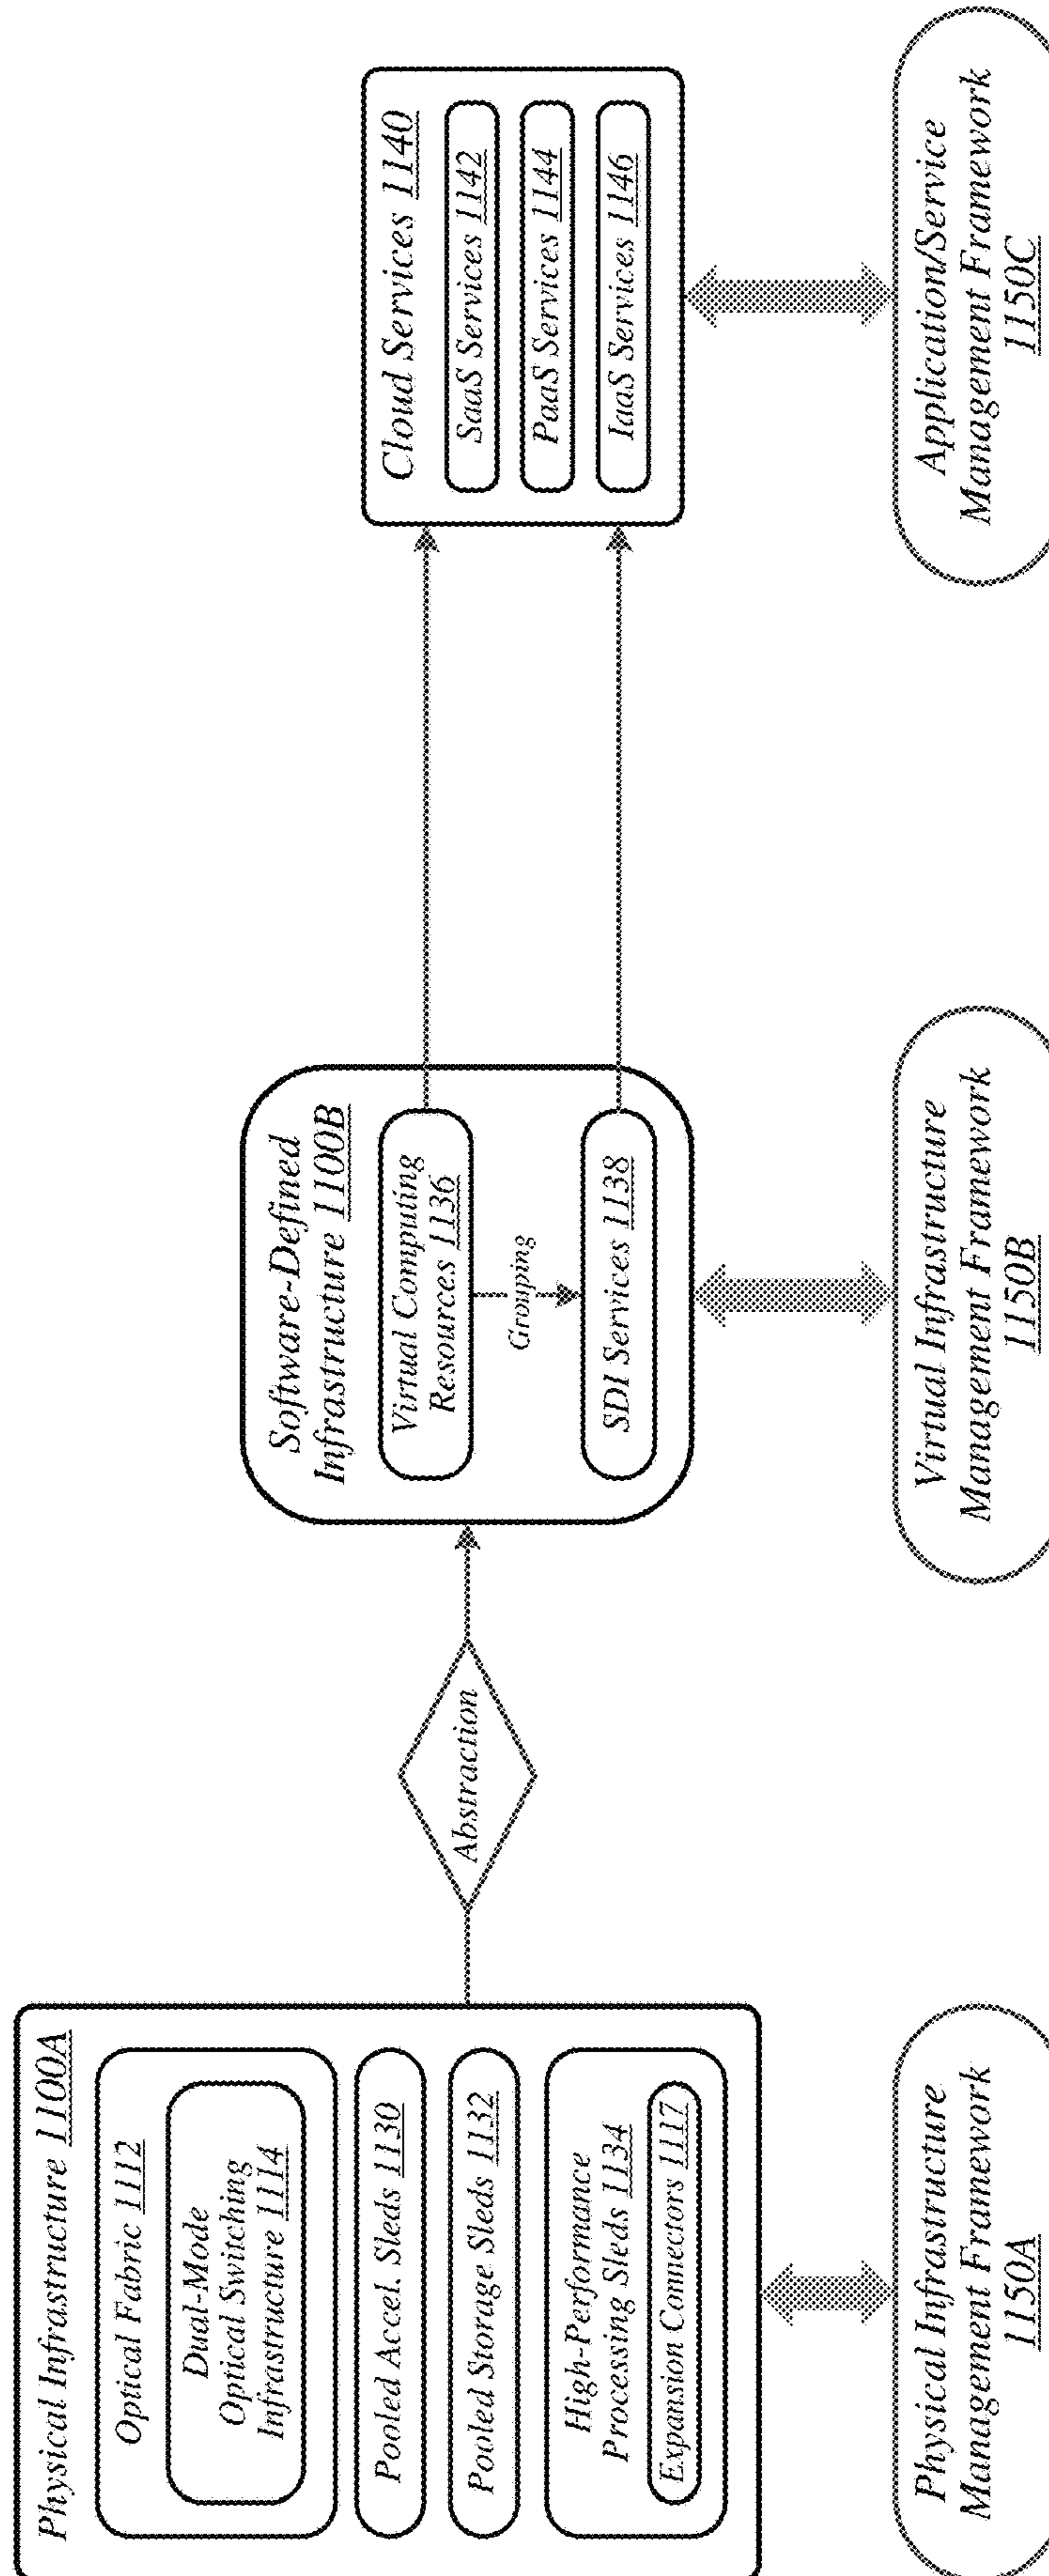 Physical Infrastructure 1100A
Optical Fabric 1112
Dual-Mode
Optical Switching
Infrastructure 1114
Pooled Accel. Sleds 1130
Pooled Storage Sleds 1132
High-Performance
Processing Sleds 1134
Expansion Connectors 1117
Abstraction
Software-Defined
Infrastructure 1100B
Virtual Computing
Resources 1136
Grouping
SDI Services 1138
Cloud Services 1140
SaaS Services 1142
PaaS Services 1144
IaaS Services 1146
Physical Infrastructure
Management Framework
1150A
Virtual Infrastructure
Management Framework
1150B
Application/Service
Management Framework
1150C